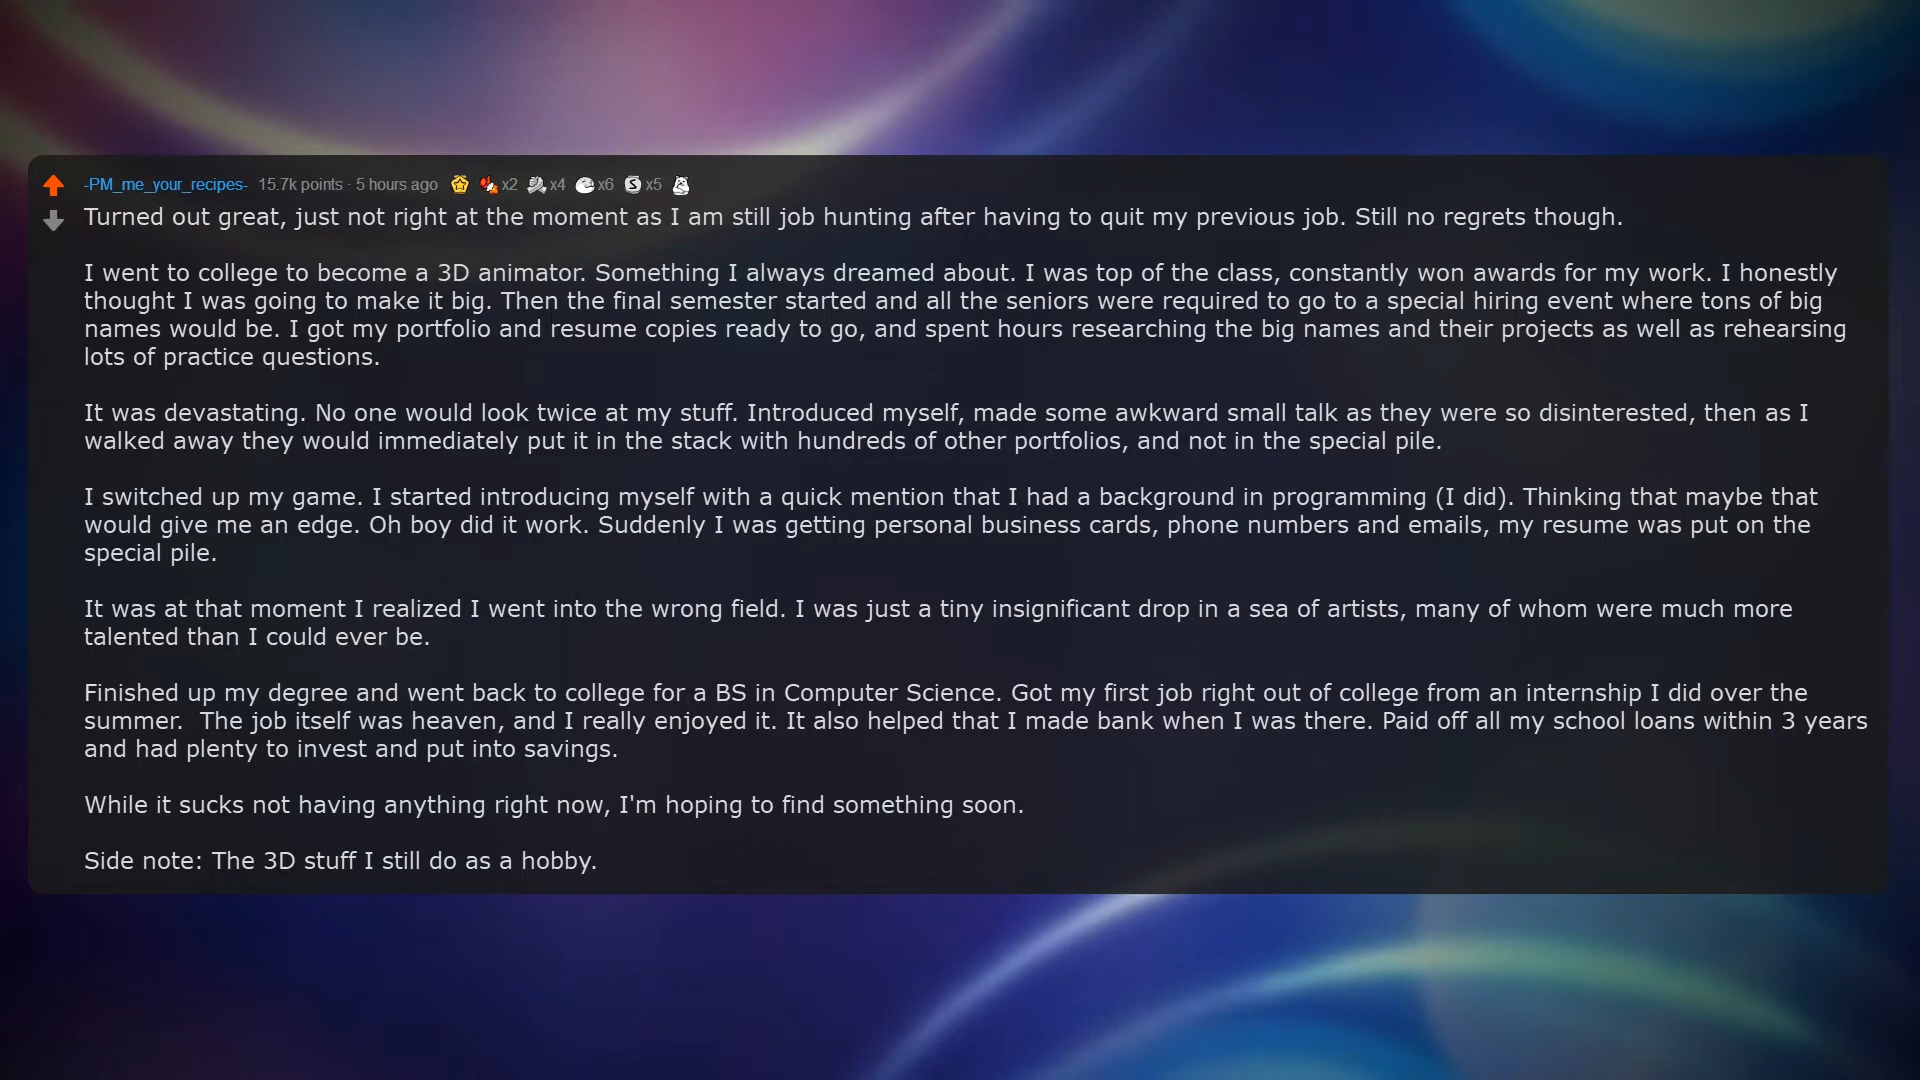 -PM_me_your_recipes- 15.7k points · 5 hours ago x2 x4 x6 S x5
Turned out great, just not right at the moment as I am still job hunting after having to quit my previous job. Still no regrets though.
I went to college to become a 3D animator. Something I always dreamed about. I was top of the class, constantly won awards for my work. I honestly
thought I was going to make it big. Then the final semester started and all the seniors were required to go to a special hiring event where tons of big
names would be. I got my portfolio and resume copies ready to go, and spent hours researching the big names and their projects as well as rehearsing
lots of practice questions.
It was devastating. No one would look twice at my stuff. Introduced myself, made some awkward small talk as they were so disinterested, then as I
walked away they would immediately put it in the stack with hundreds of other portfolios, and not in the special pile.
I switched up my game. I started introducing myself with a quick mention that I had a background in programming (I did). Thinking that maybe that
would give me an edge. Oh boy did it work. Suddenly I was getting personal business cards, phone numbers and emails, my resume was put on the
special pile.
It was at that moment I realized I went into the wrong field. I was just a tiny insignificant drop in a sea of artists, many of whom were much more
talented than I could ever be.
Finished up my degree and went back to college for a BS in Computer Science. Got my first job right out of college from an internship I did over the
summer.  The job itself was heaven, and I really enjoyed it. It also helped that I made bank when I was there. Paid off all my school loans within 3 years
and had plenty to invest and put into savings.
While it sucks not having anything right now, I'm hoping to find something soon.
Side note: The 3D stuff I still do as a hobby.